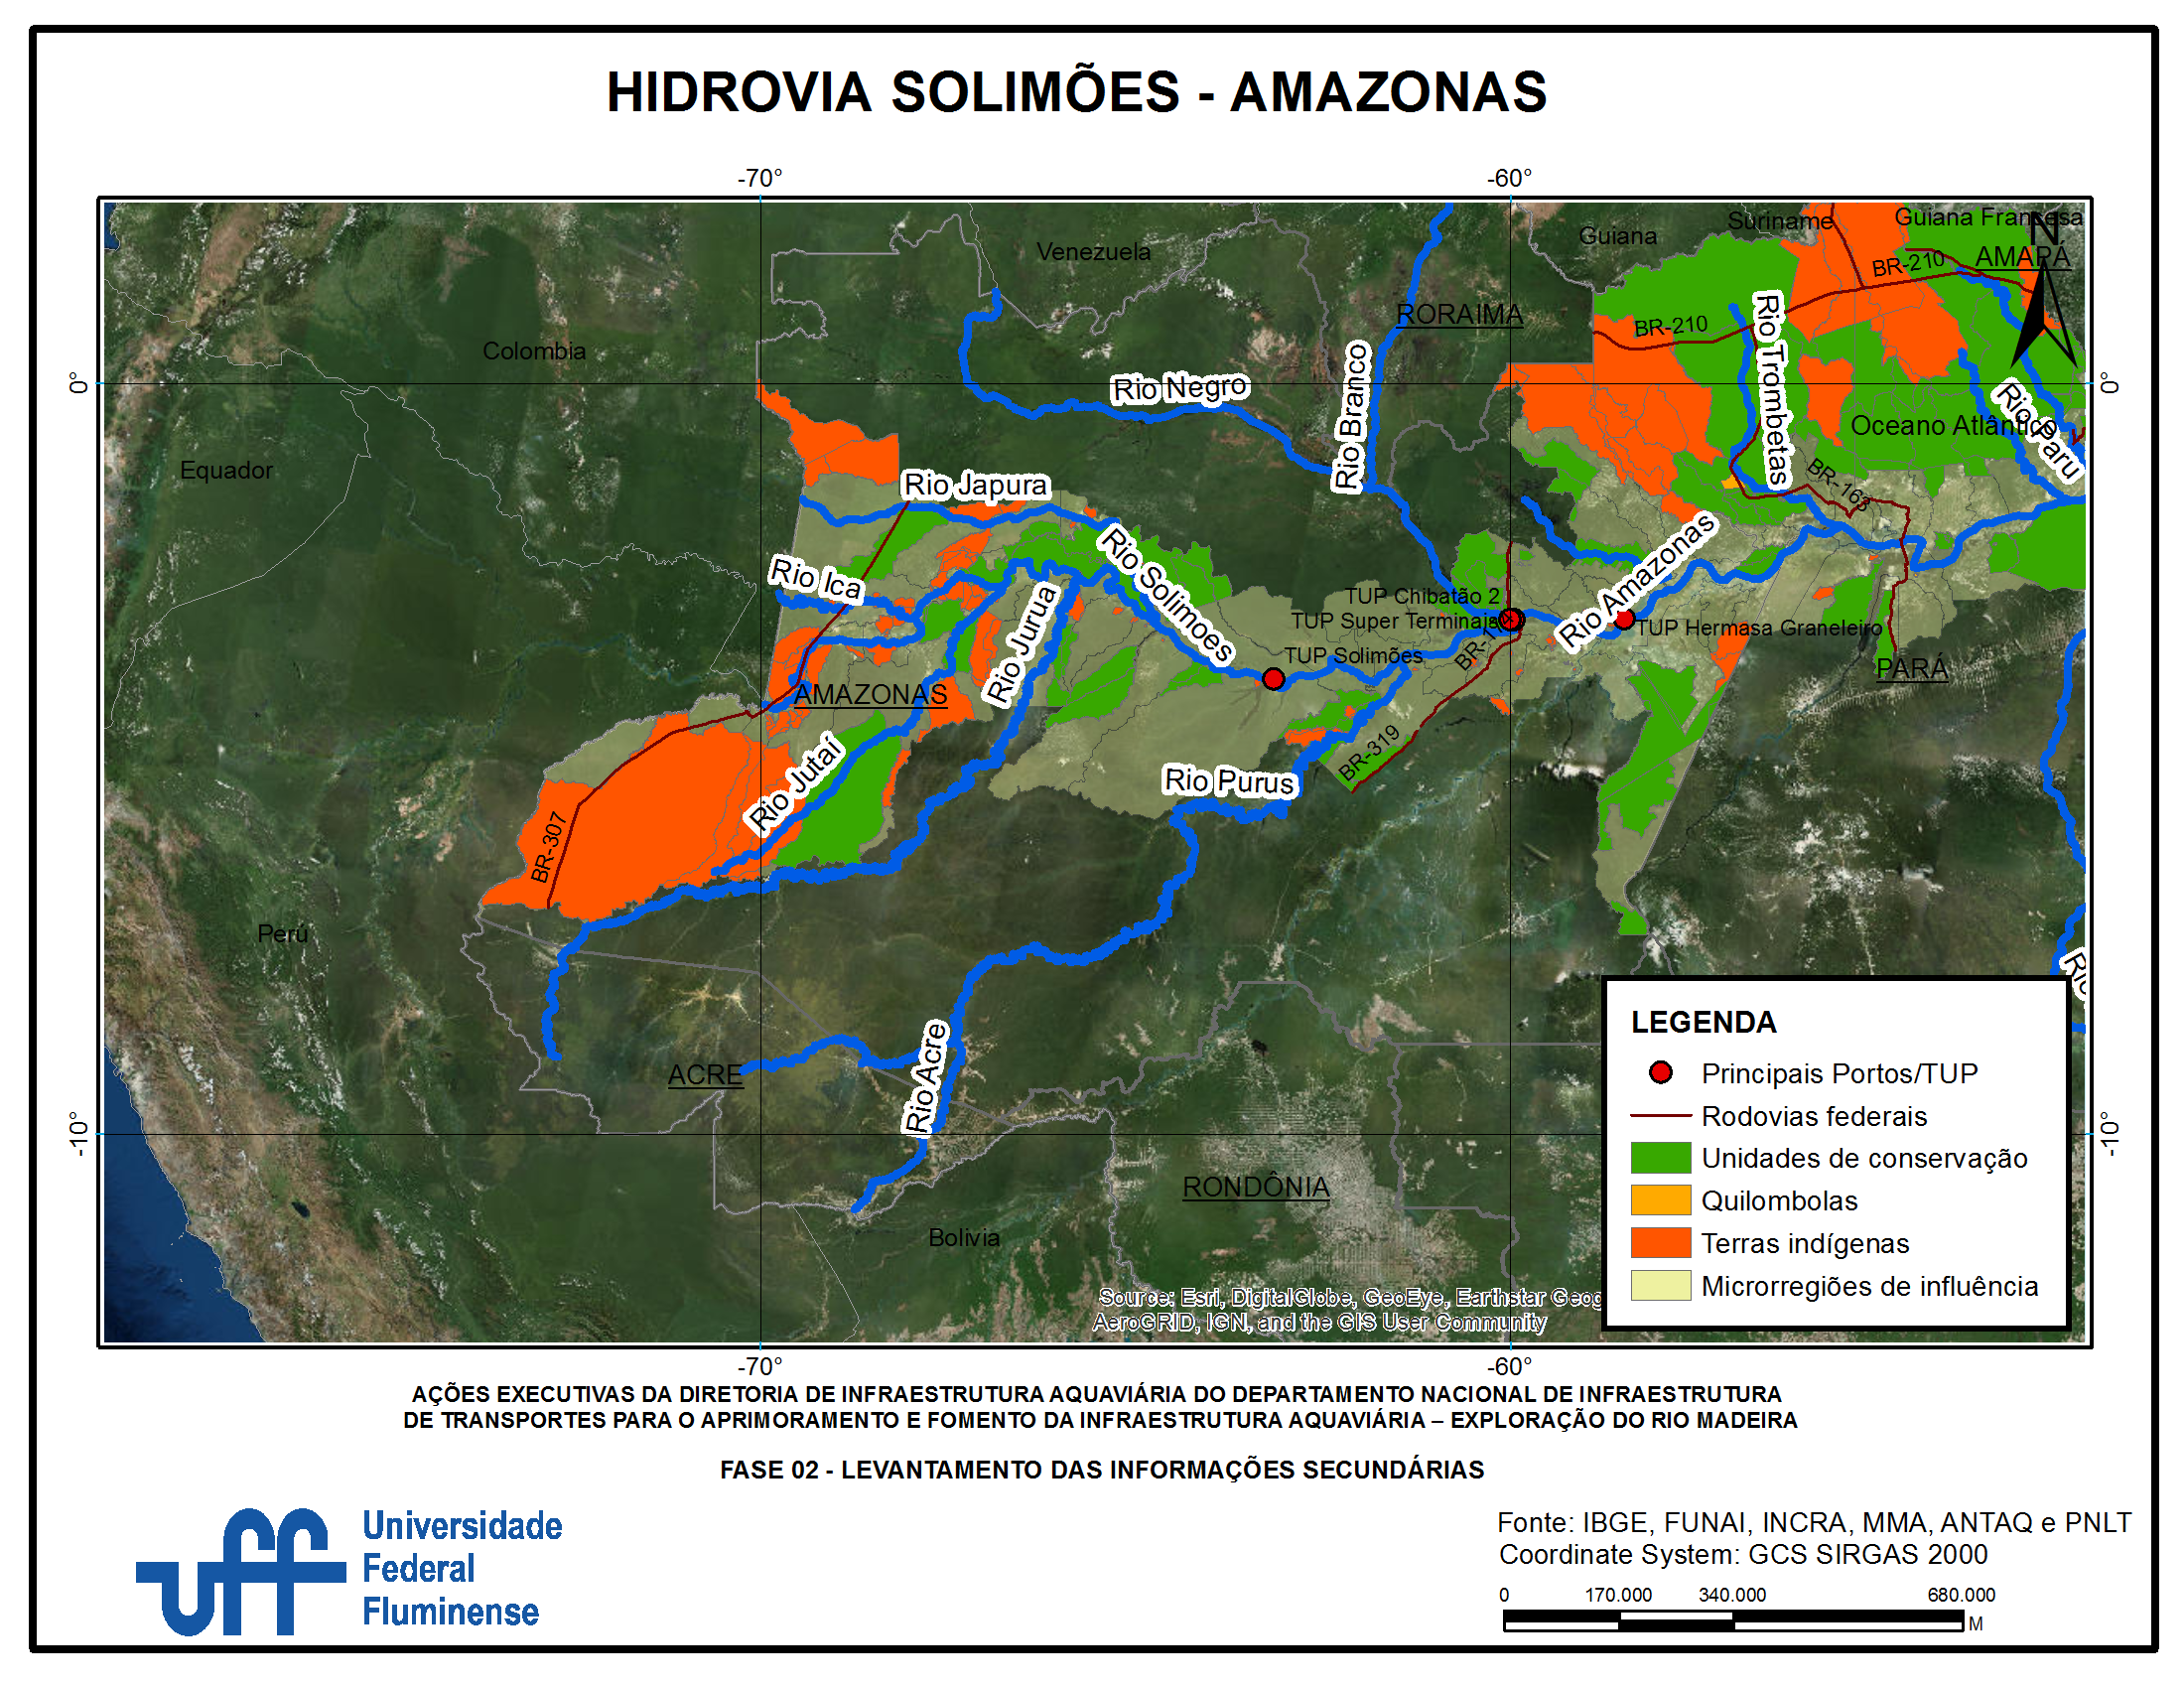 HIDROVIA SOLIMÕES - AMAZONAS
-70°
-60°
Guiana Francesa
Suriname
Guiana
N
Venezuela
AMAPÁ
BR-210
RORAIMA
BR-210
Rio Trombetas
Colombia
Rio Branco
0°
0°
Rio Negro
Rio Paru
Oceano Atlântico
Equador
Rio Japura
BR-163
Rio Solimoes
Rio Amazonas
Rio Ica
Rio Jurua
TUP Chibatão 2
TUP Super Terminais
TUP Hermasa Graneleiro
TUP Solimões
PARÁ
AMAZONAS
BR-319
Rio Jutaí
Rio Purus
BR-307
Perú
Rio Acre
ACRE
-10°
-10°
RONDÔNIA
Bolivia
LEGENDA
Principais Portos/TUP
Rodovias federais
Unidades de conservação
Quilombolas
Terras indígenas
Microrregiões de influência
Source: Esri, DigitalGlobe, GeoEye, Earthstar
AeroGRID, IGN, and the GIS User Community
-70°
-60°
AÇÕES EXECUTIVAS DA DIRETORIA DE INFRAESTRUTURA AQUAVIÁRIA DO DEPARTAMENTO NACIONAL DE INFRAESTRUTURA
DE TRANSPORTES PARA O APRIMORAMENTO E FOMENTO DA INFRAESTRUTURA AQUAVIÁRIA – EXPLORAÇÃO DO RIO MADEIRA
FASE 02 - LEVANTAMENTO DAS INFORMAÇÕES SECUNDÁRIAS
uff
Universidade
Federal
Fluminense
Fonte: IBGE, FUNAI, INCRA, MMA, ANTAQ e PNLT
Coordinate System: GCS SIRGAS 2000
0 170.000 340.000 680.000
M